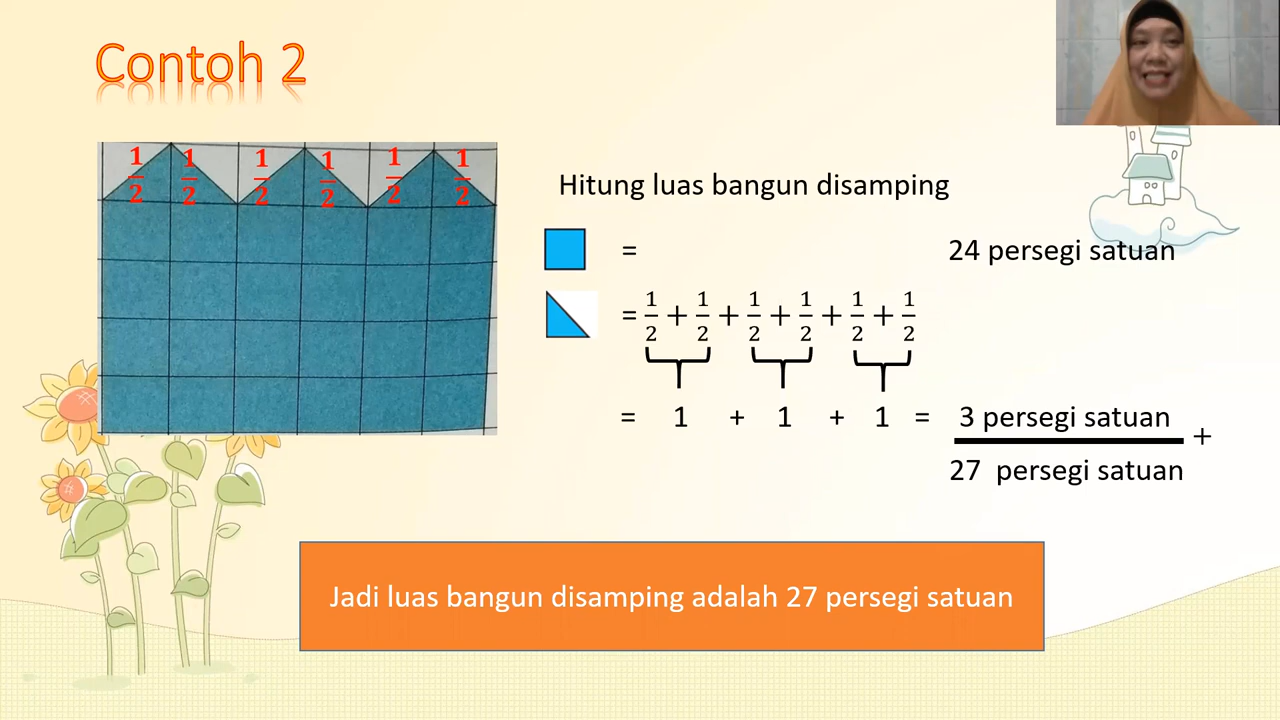 Contoh 2
1/2 1/2 1/2 1/2 1/2 1/2
Hitung luas bangun disamping
= 24 persegi satuan
= 1/2 + 1/2 + 1/2 + 1/2 + 1/2 + 1/2
= 1 + 1 + 1 = 3 persegi satuan
+
27 persegi satuan
Jadi luas bangun disamping adalah 27 persegi satuan